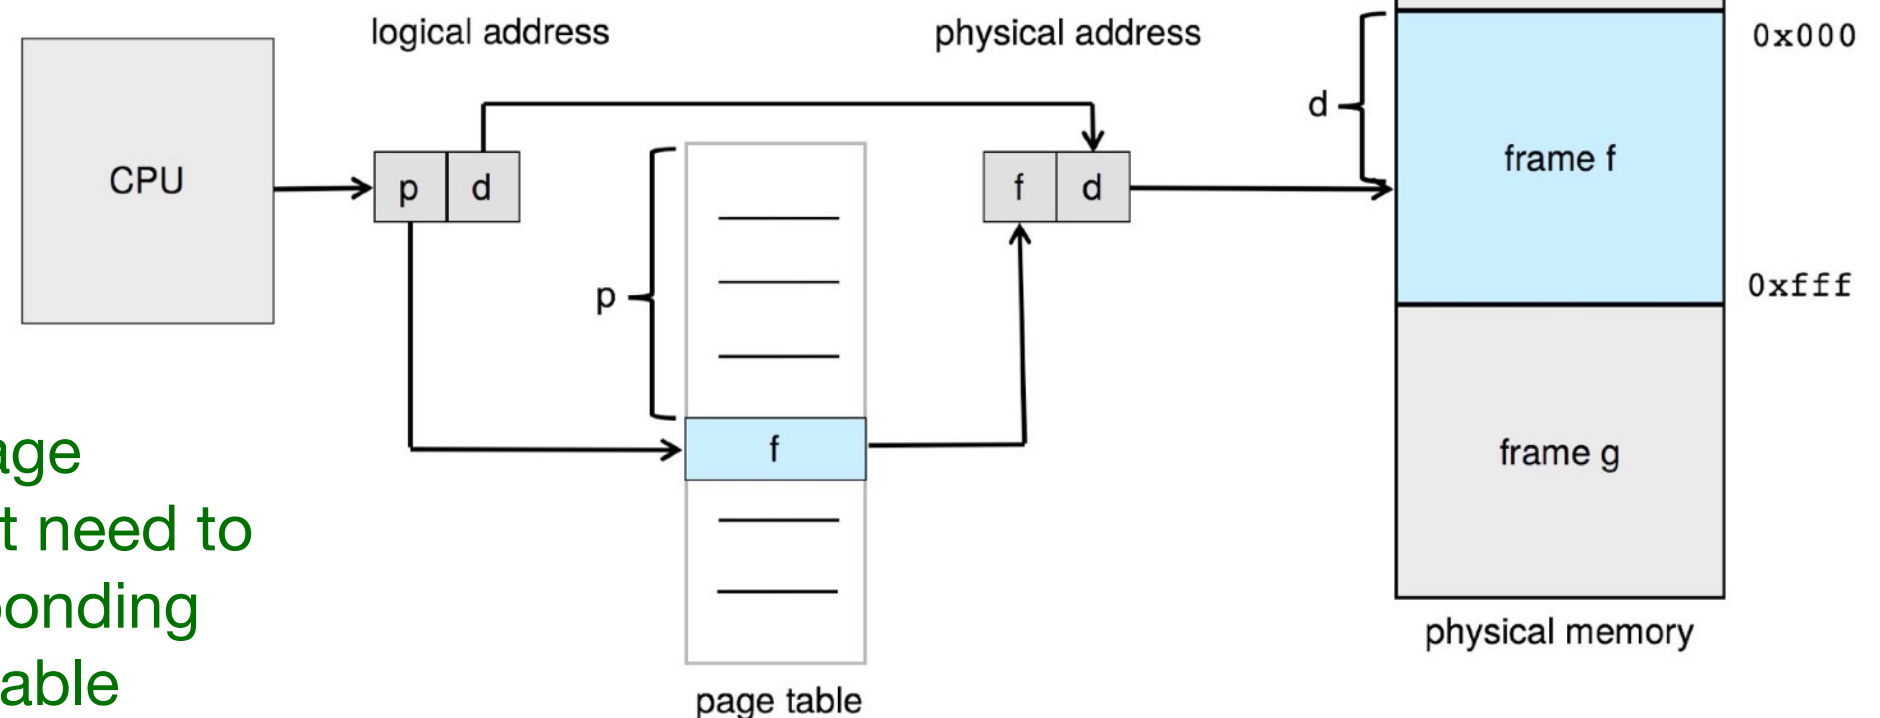 logical address
physical address
0x000
d
CPU
p d
f d
frame f
p
0xfff
f
frame g
age
t need to
onding
able
physical memory
page table